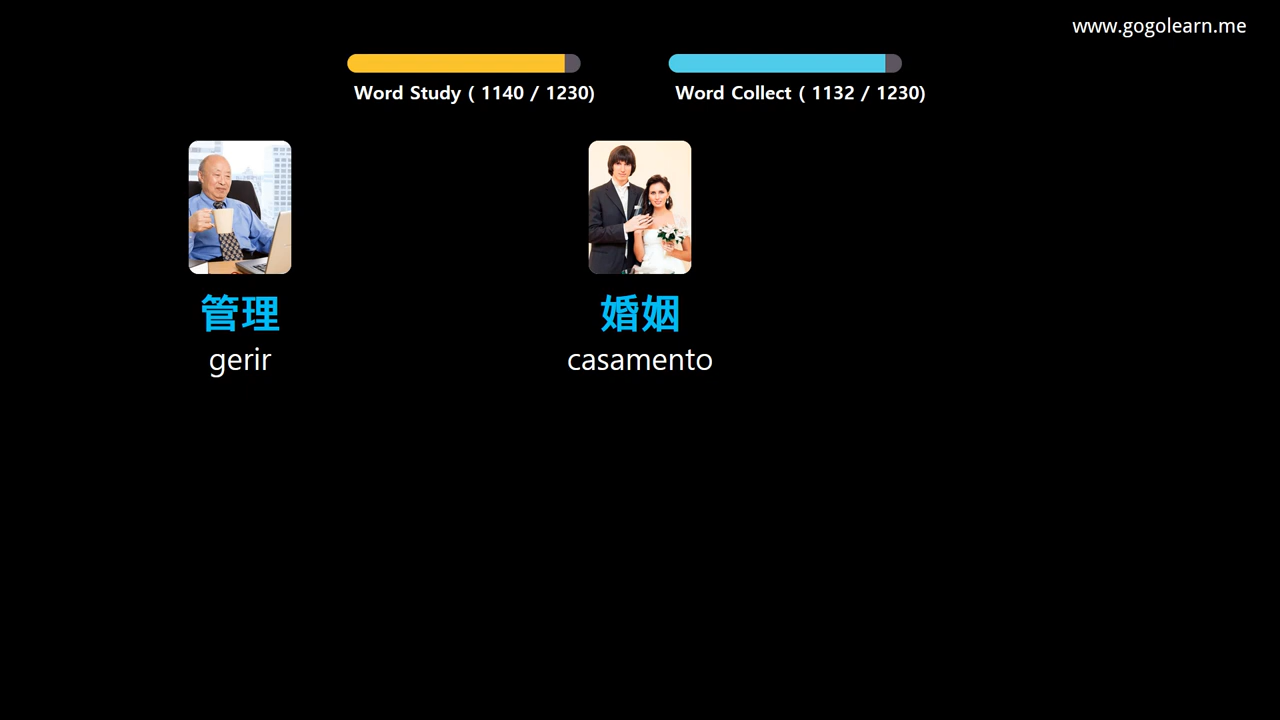 www.gogolearn.me
Word Study ( 1140 / 1230)
Word Collect ( 1132 / 1230)
管理
gerir
婚姻
casamento